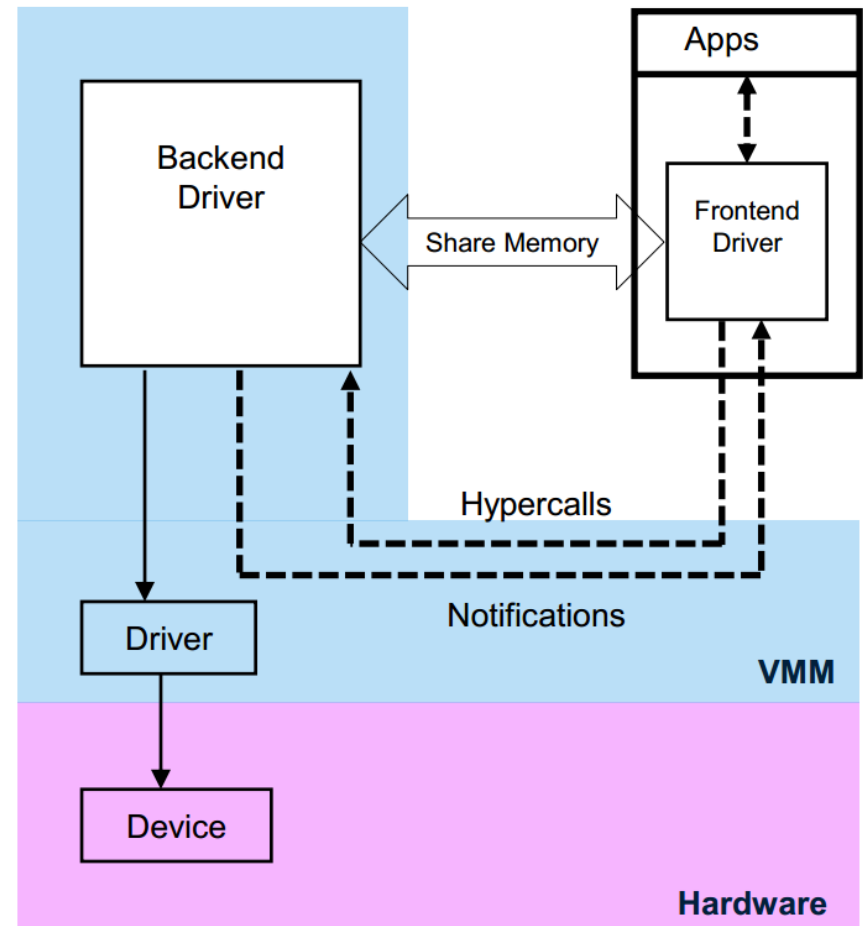 Apps
Backend
Driver
Frontend
Driver
Share Memory
Hypercalls
Notifications
Driver
VMM
Device
Hardware